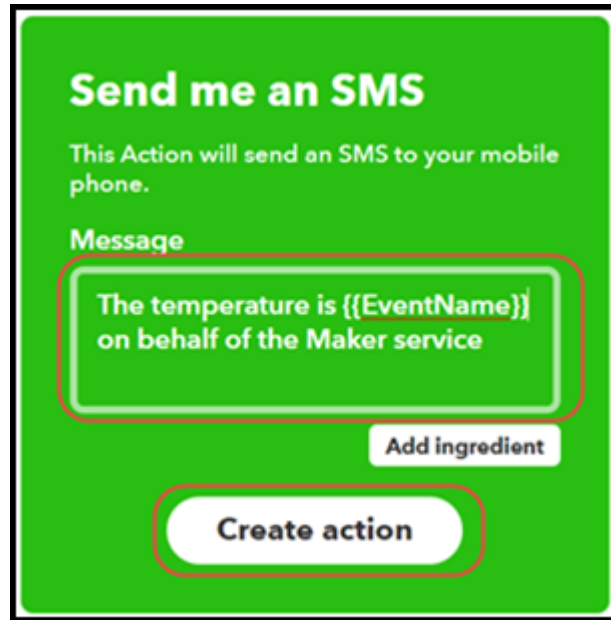 Send me an SMS
This Action will send an SMS to your mobile
phone.
Message
The temperature is {{EventName}}
on behalf of the Maker service
Add ingredient
Create action